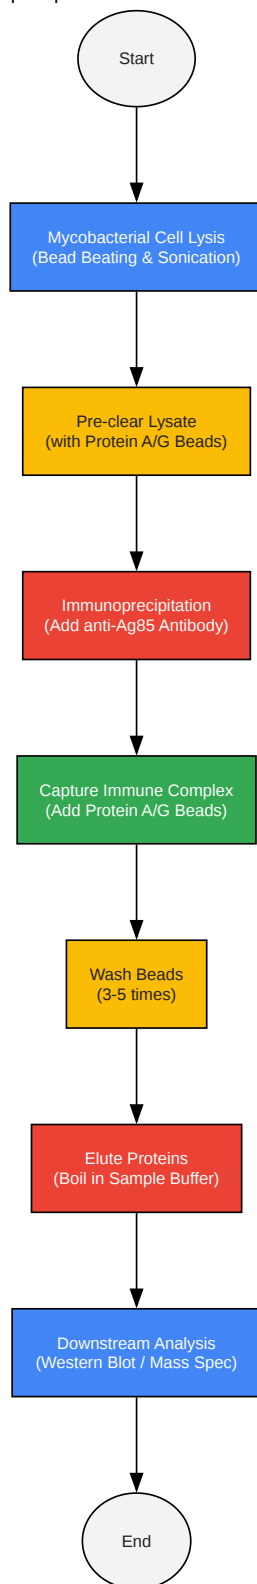 Start
Mycobacterial Cell Lysis
(Bead Beating & Sonication)
Pre-clear Lysate
(with Protein A/G Beads)
Immunoprecipitation
(Add anti-Ag85 Antibody)
Capture Immune Complex
(Add Protein A/G Beads)
Wash Beads
(3-5 times)
Elute Proteins
(Boil in Sample Buffer)
Downstream Analysis
(Western Blot / Mass Spec)
End